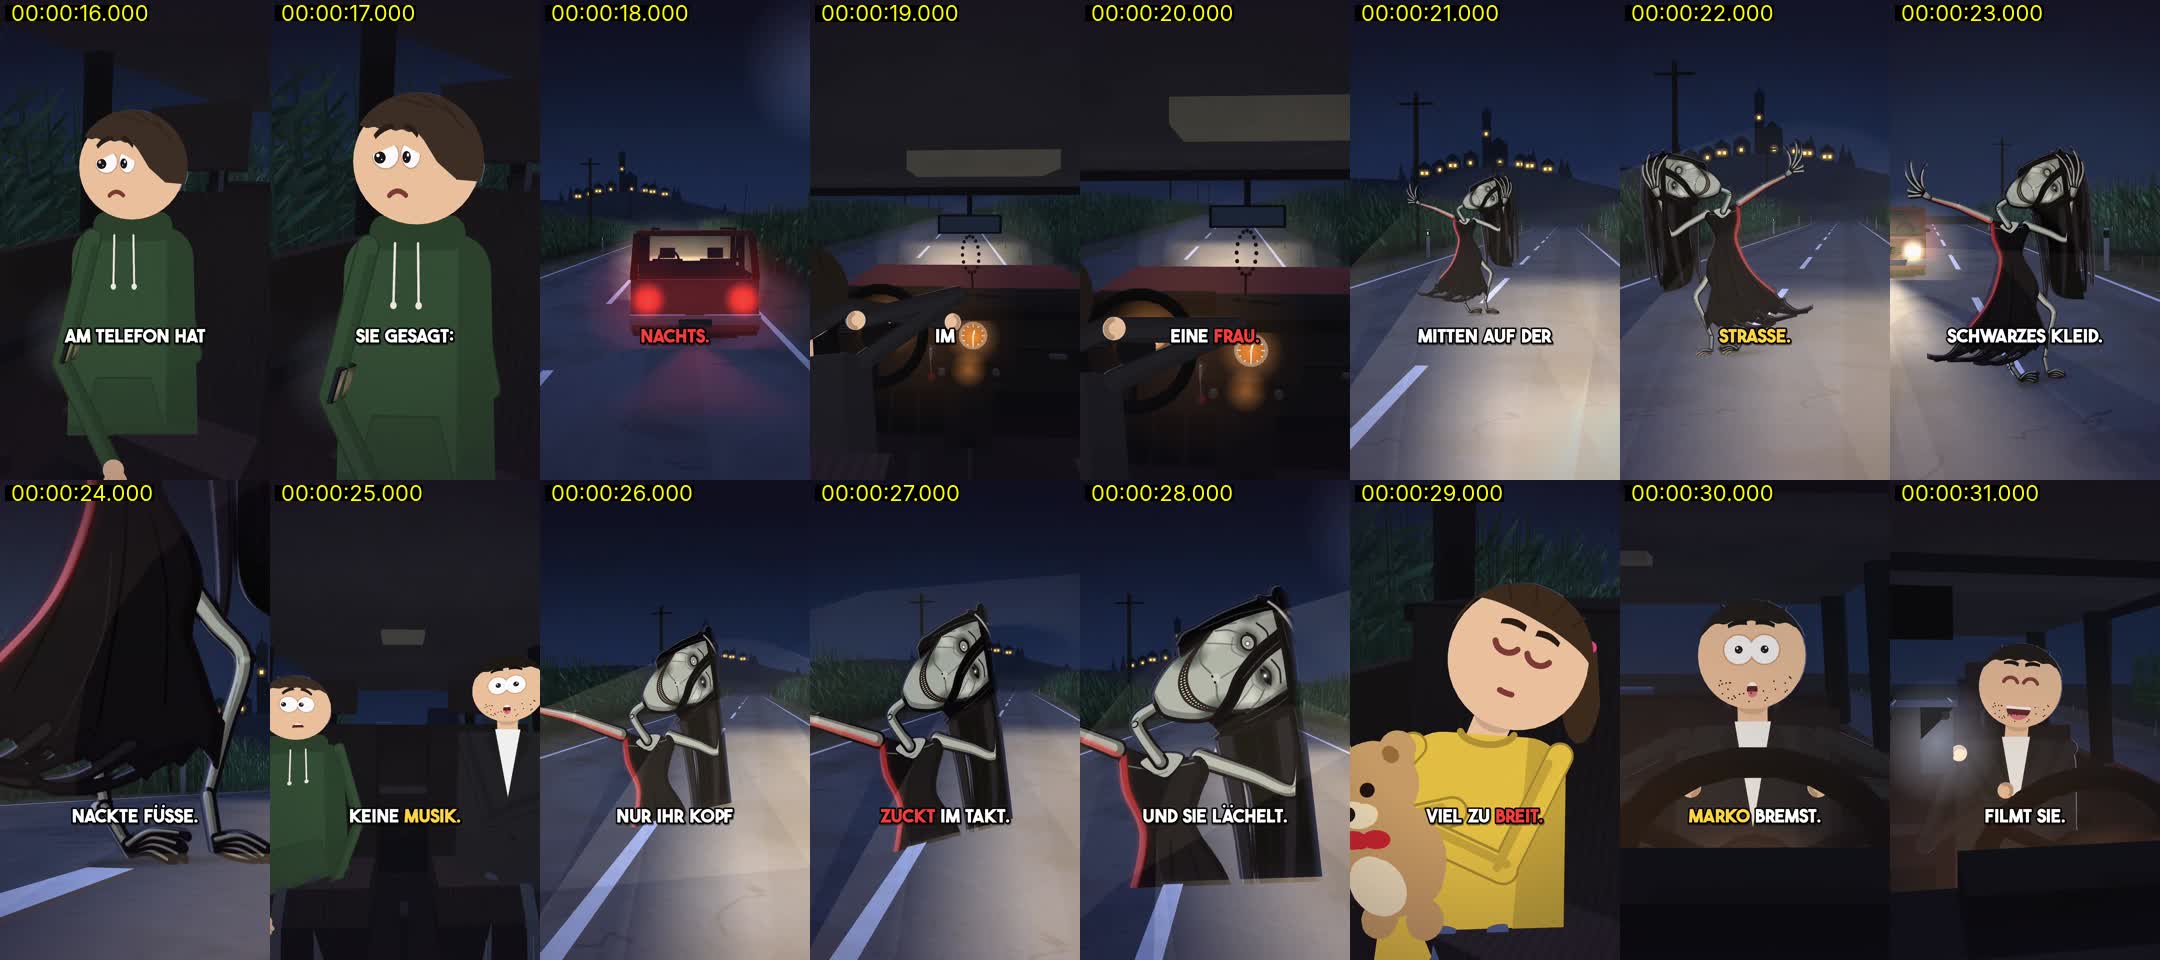 00:00:16.000
AM TELEFON HAT
00:00:17.000
SIE GESAGT:
00:00:18.000
NACHTS.
00:00:19.000
IM
00:00:20.000
EINE FRAU.
00:00:21.000
MITTEN AUF DER
00:00:22.000
STRASSE.
00:00:23.000
SCHWARZES KLEID.
00:00:24.000
NACKTE FÜSSE.
00:00:25.000
KEINE MUSIK.
00:00:26.000
NUR IHR KOPF
00:00:27.000
ZUCKT IM TAKT.
00:00:28.000
UND SIE LÄCHELT.
00:00:29.000
VIEL ZU BREIT.
00:00:30.000
MARKO BREMST.
00:00:31.000
FILMT SIE.